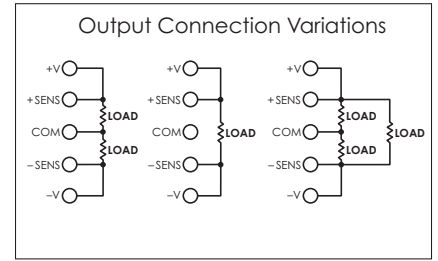 Output Connection Variations
+V
+SENS
LOAD
COM
LOAD
–SENS
–V
+V
+SENS
COM
LOAD
–SENS
–V
+V
+SENS
LOAD
COM
LOAD
LOAD
–SENS
–V